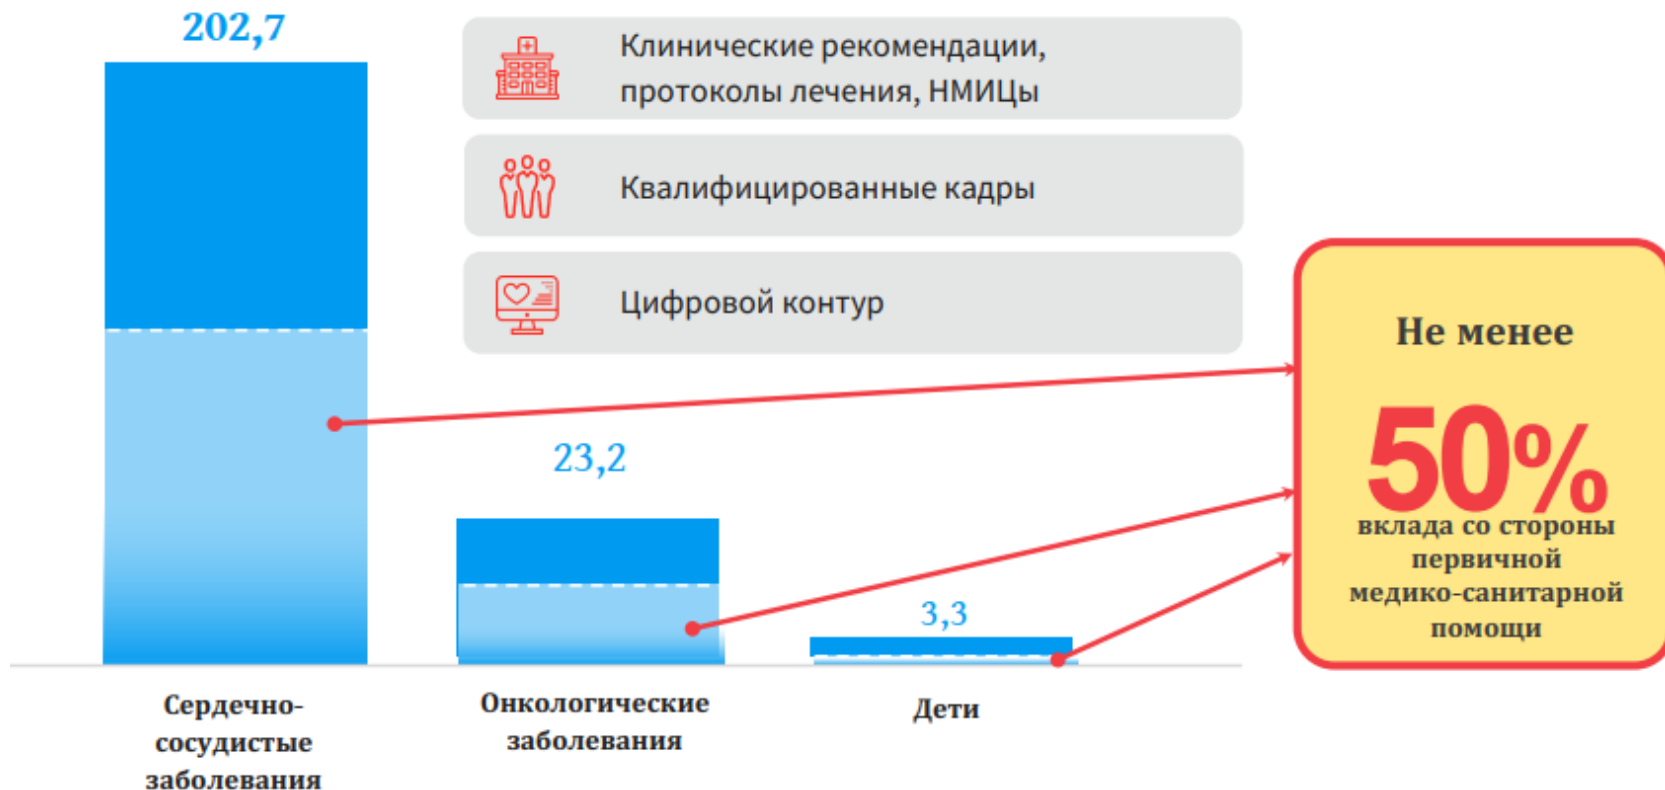 202,7
Клинические рекомендации,
протоколы лечения, НМИЦы
Квалифицированные кадры
Цифровой контур
Не менее
50%
вклада со стороны
первичной
медико-санитарной
помощи
23,2
3,3
Сердечно-
сосудистые
заболевания
Онкологические
заболевания
Дети